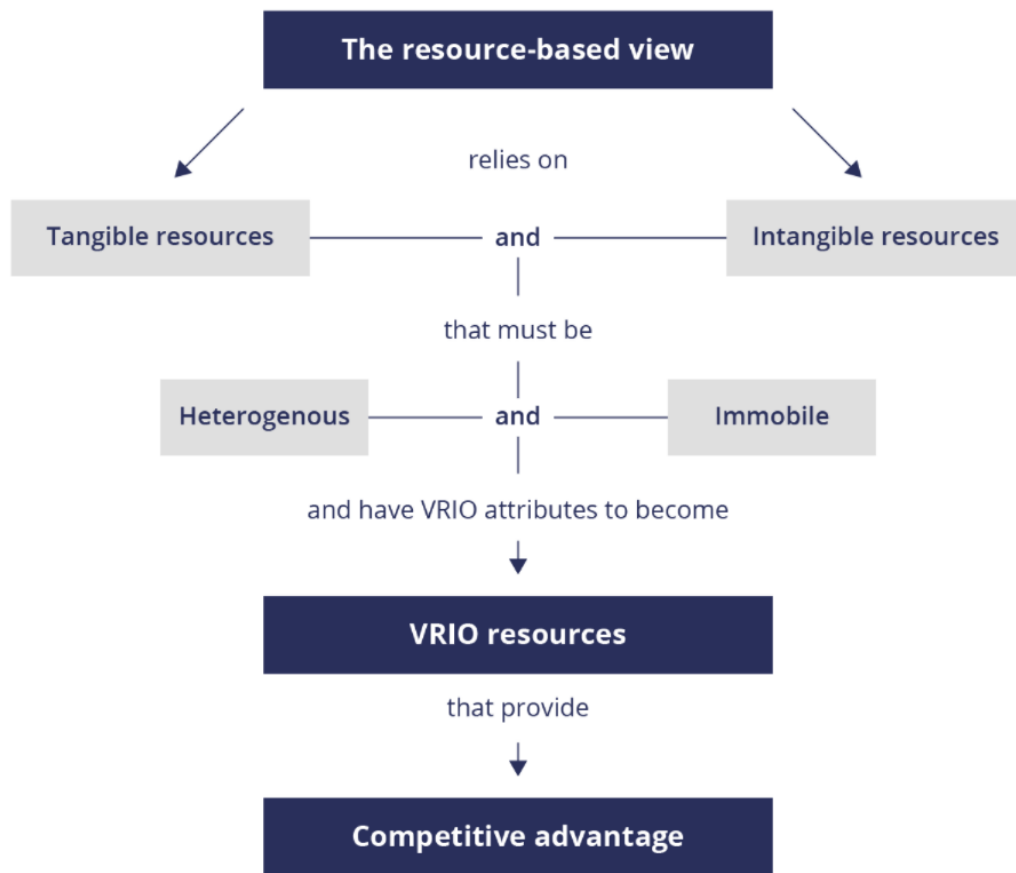 The resource-based view
relies on
Tangible resources
and
Intangible resources
that must be
Heterogenous
and
Immobile
and have VRIO attributes to become
VRIO resources
that provide
Competitive advantage